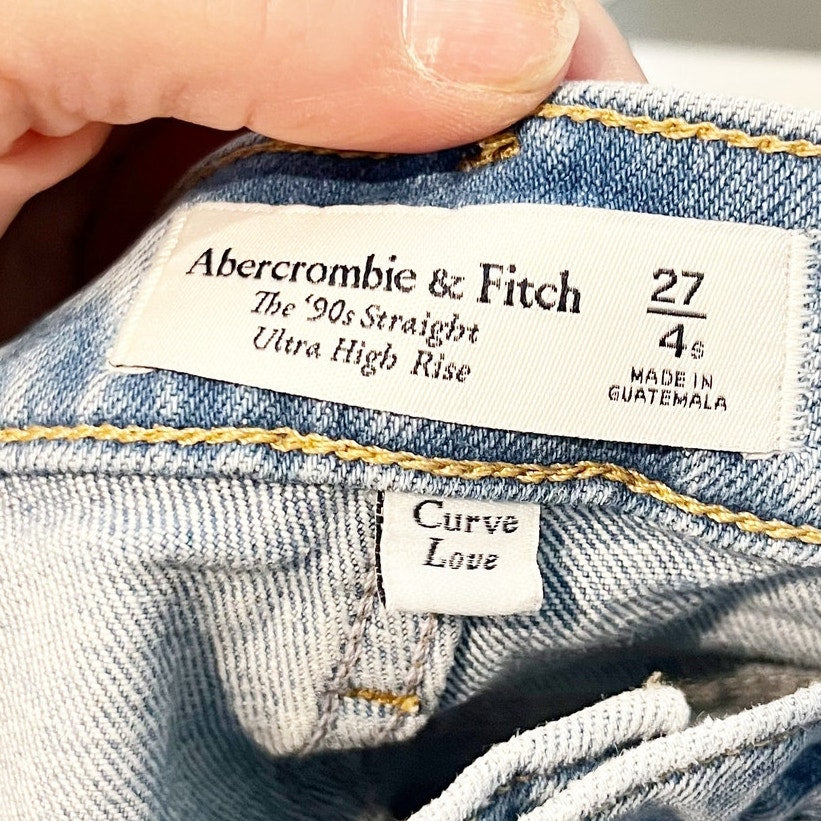 Abercrombie & Fitch
The ‘90s Straight
Ultra High Rise
27
4s
MADE IN
GUATEMALA
Curve
Love